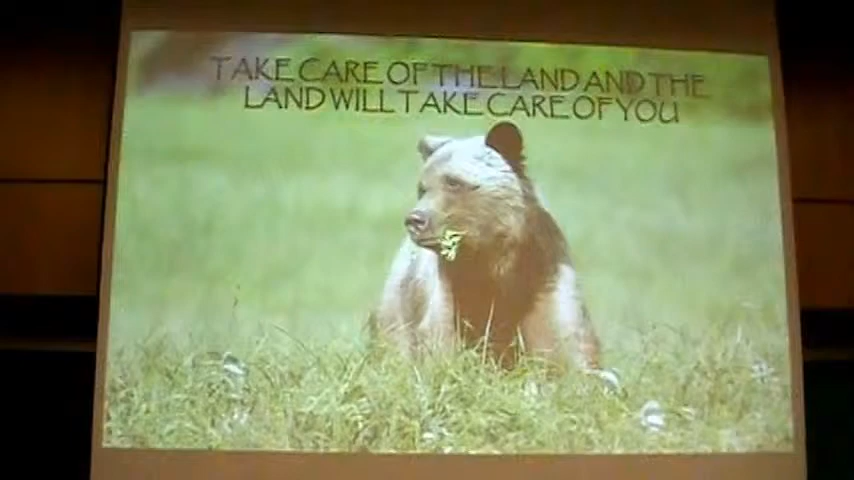 TAKE CARE OF THE LAND AND THE
LAND WILL TAKE CARE OF YOU